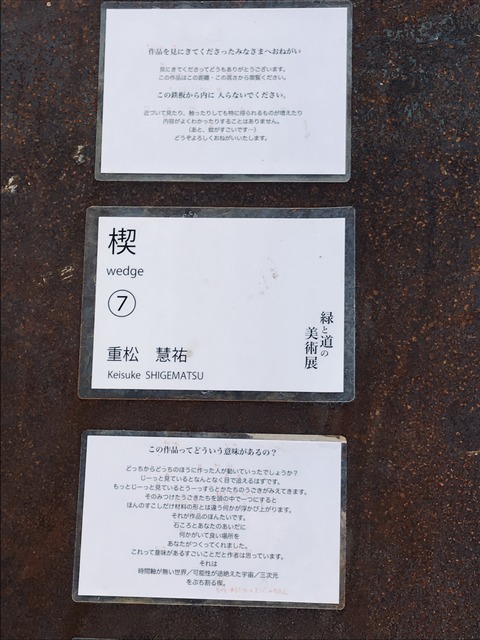 作品を見にきてくださったみなさまへおねがい
見にきてくださってどうもありがとうございます。
この作品はこの距離・この高さから御覧ください。
この鉄板から内に 入らないでください。
近づいて見たり、触ったりしても特に得られるものが増えたり
内容がよくわかったりすることはありません。
（あと、蚊がすごいです…）
どうぞよろしくおねがいいたします。
楔
wedge
⑦
重松 慧祐
Keisuke SHIGEMATSU
緑と道の
美術展
この作品ってどういう意味があるの？
どっちからどっちのほうに作った人が動いていったでしょうか？
じーっと見ているとなんとなく目で追えるはずです。
もっとじーっと見ているとうーっすらとかたちのうごきがみえてきます。
そのみつけたうごきたちを頭の中で一つにすると
ほんのすこしだけ材料の形とは違う何かが浮かび上がります。
それが作品のほんたいです。
石ころとあなたのあいだに
何かがいて良い場所を
あなたがつくってくれました。
これって意味があるすごいことだと作者は思っています。
それは
時間軸が無い世界／可能性が途絶えた宇宙／三次元
をぶち割る楔。